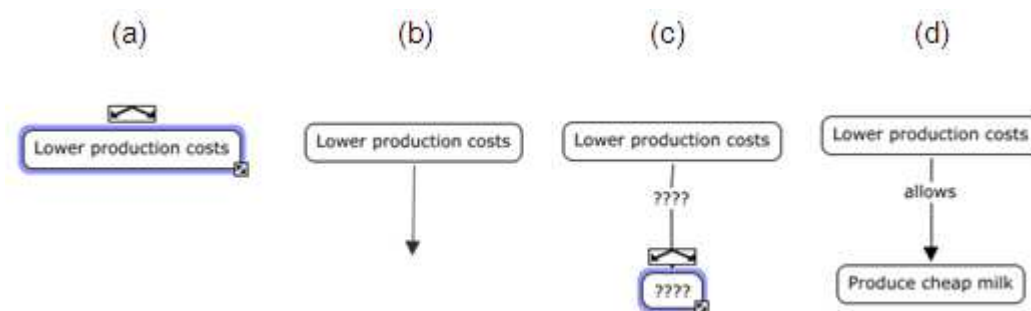 (a) (b) (c) (d)
Lower production costs Lower production costs Lower production costs Lower production costs
???? allows
???? Produce cheap milk